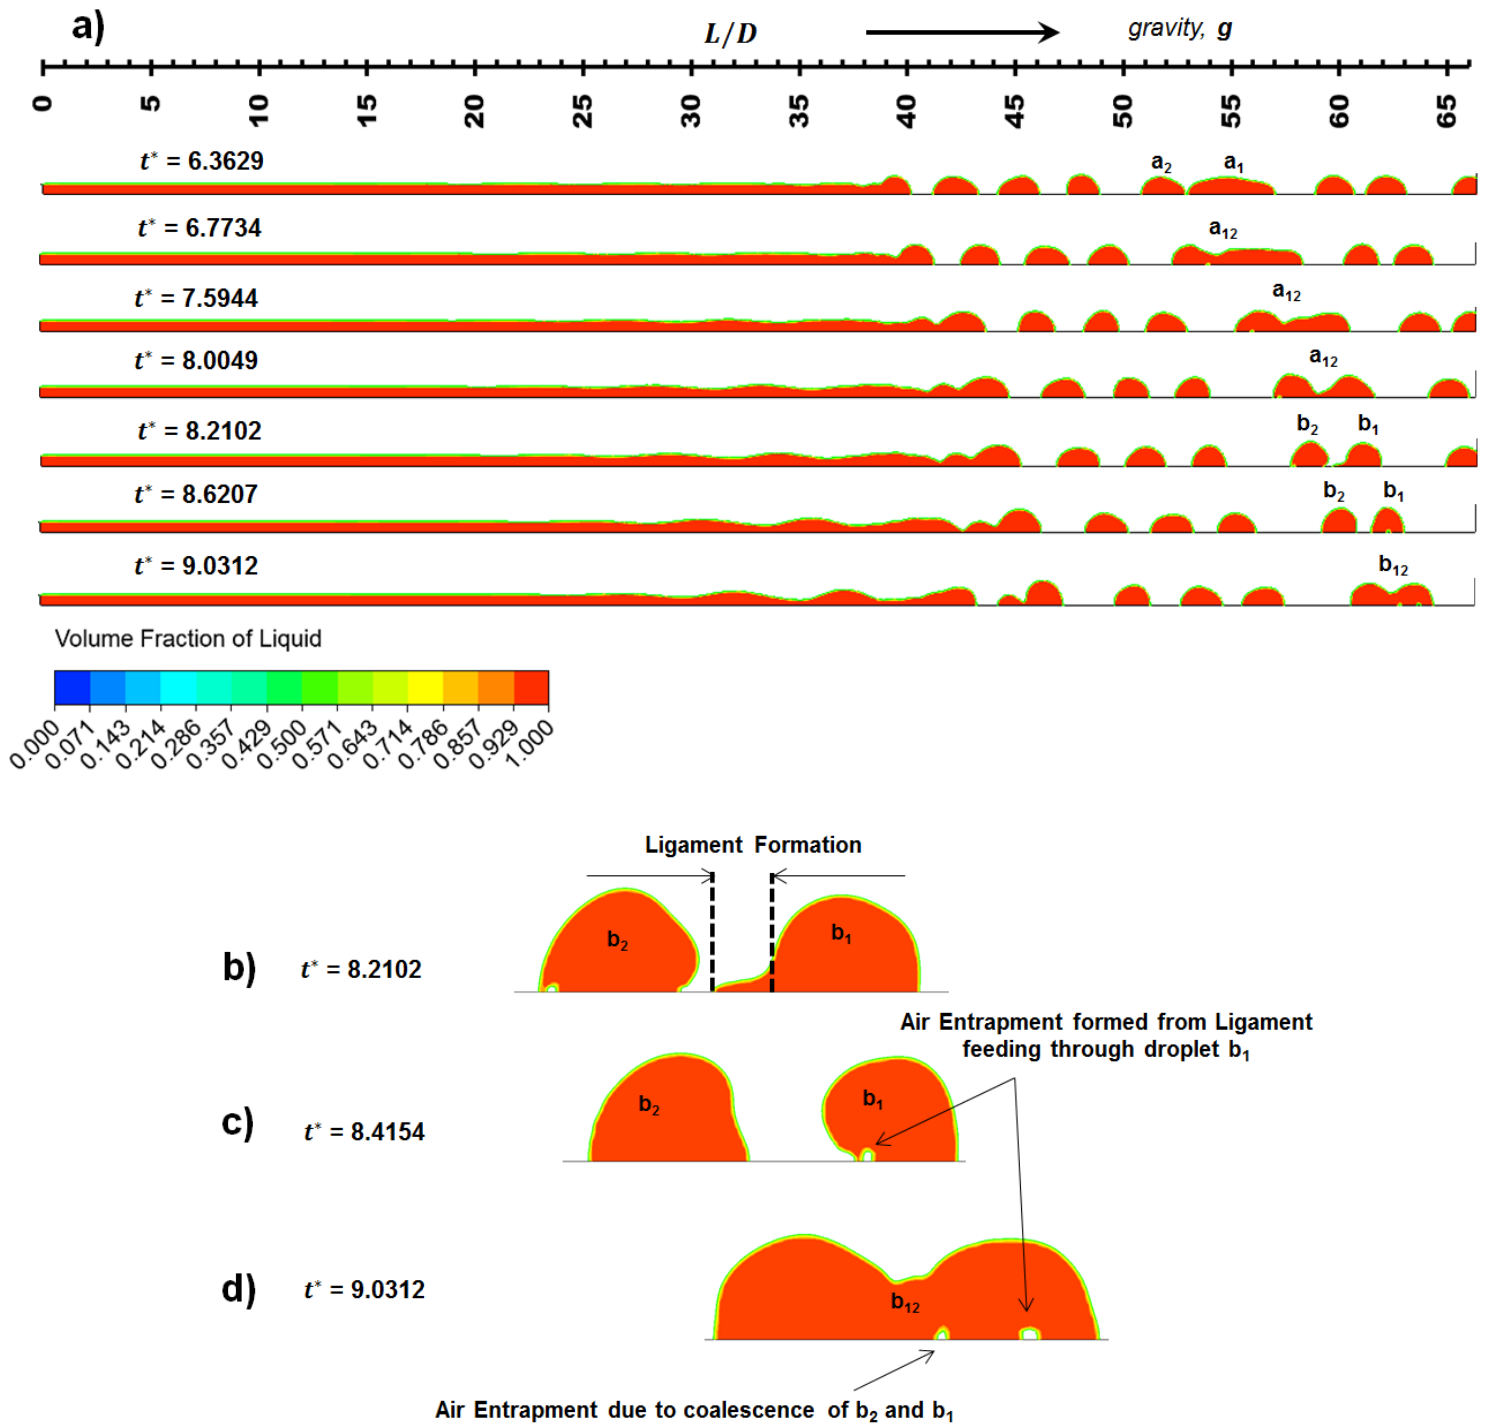 a)
L/D
gravity, g
0 5 10 15 20 25 30 35 40 45 50 55 60 65
t* = 6.3629
a2 a1
t* = 6.7734
a12
t* = 7.5944
a12
t* = 8.0049
a12
t* = 8.2102
b2 b1
t* = 8.6207
b2 b1
t* = 9.0312
b12
Volume Fraction of Liquid
0.000 0.071 0.143 0.214 0.286 0.357 0.429 0.500 0.571 0.643 0.714 0.786 0.857 0.929 1.000
Ligament Formation
b2 b1
b) t* = 8.2102
Air Entrapment formed from Ligament
feeding through droplet b1
b2 b1
c) t* = 8.4154
d) t* = 9.0312
b12
Air Entrapment due to coalescence of b2 and b1